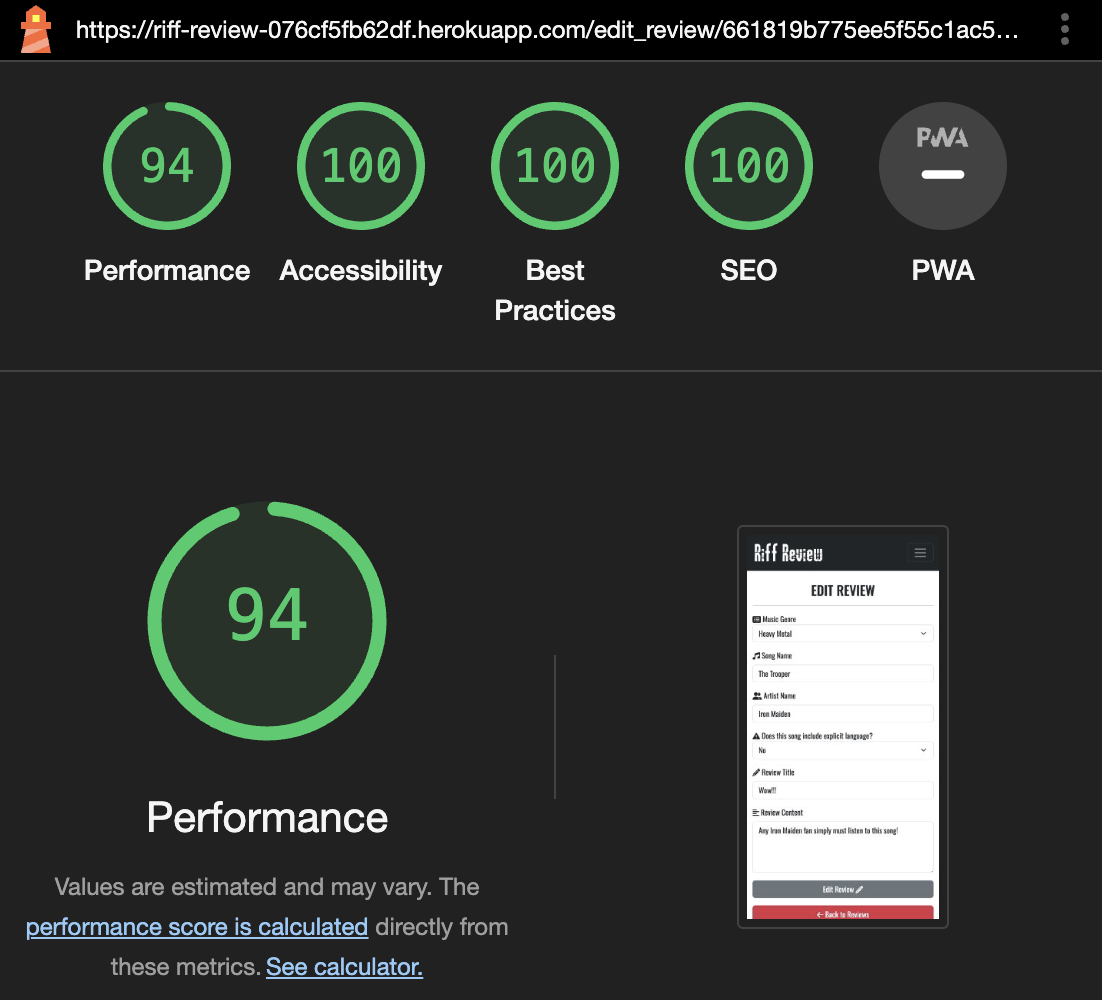 https://riff-review-076cf5fb62df.herokuapp.com/edit_review/661819b775ee5f55c1ac5…
94
100
100
100
PWA
Performance
Accessibility
Best
Practices
SEO
PWA
94
Performance
Values are estimated and may vary. The
performance score is calculated directly from
these metrics. See calculator.
Riff Review
EDIT REVIEW
Music Genre
Heavy Metal
Song Name
The Trooper
Artist Name
Iron Maiden
Does this song include explicit language?
No
Review Title
Wow!!!
Review Content
Any Iron Maiden fan simply must listen to this song!
Edit Review
Back to Reviews